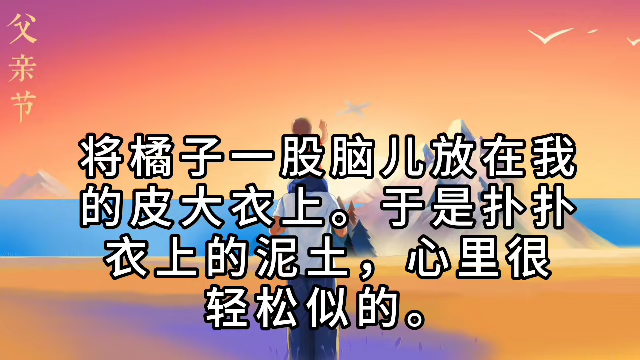 父亲节
将橘子一股脑儿放在我
的皮大衣上。于是扑扑
衣上的泥土，心里很
轻松似的。